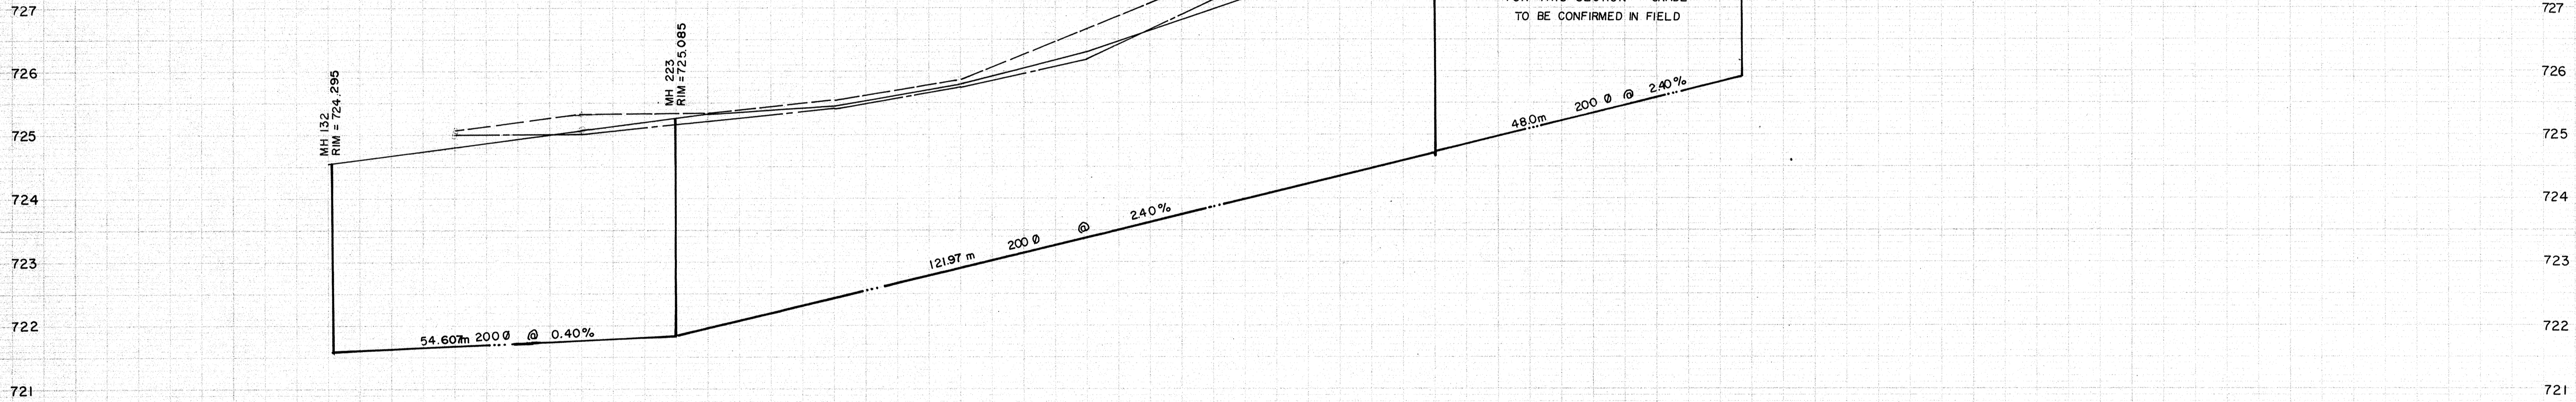 727
726
725
724
723
722
721
MH 132
RIM = 724.295
MH 223
RIM = 725.085
54.607m 200 Ø @ 0.40%
121.97 m 200 Ø @ 2.40%
48.0m 200 Ø @ 2.40%
TO BE CONFIRMED IN FIELD
727
726
725
724
723
722
721